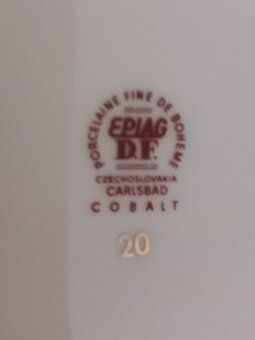 PORCELAINE FINE DE BOHEME
EPIAG
D.F.
CZECHOSLOVAKIA
CARLSBAD
COBALT
20